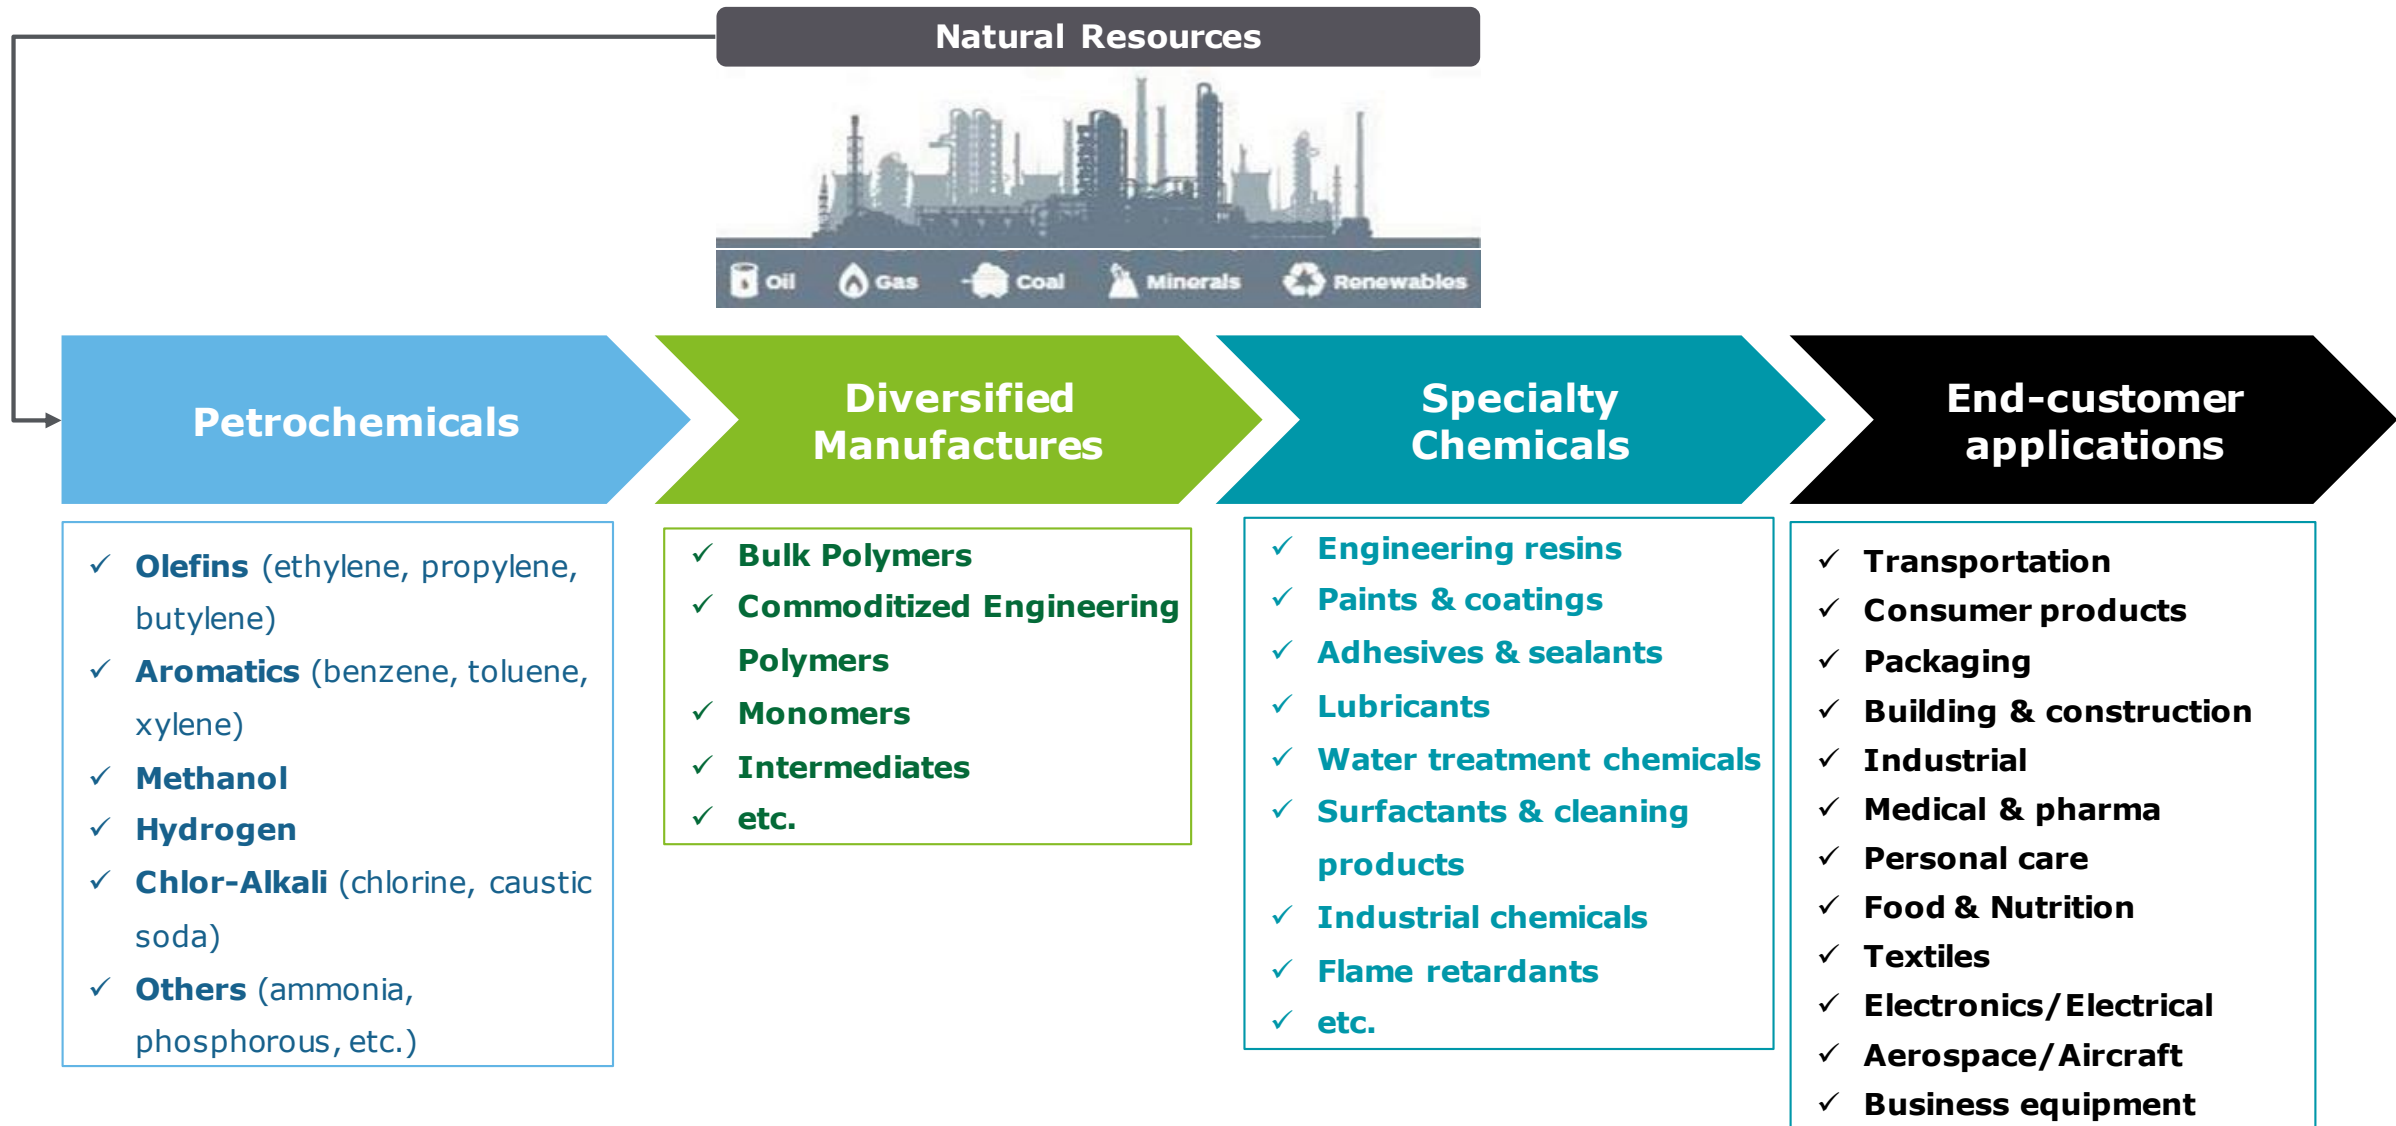 Natural Resources
Oil Gas Coal Minerals Renewables
Petrochemicals
Diversified
Manufactures
Specialty
Chemicals
End-customer
applications
✓ Olefins (ethylene, propylene,
butylene)
✓ Aromatics (benzene, toluene,
xylene)
✓ Methanol
✓ Hydrogen
✓ Chlor-Alkali (chlorine, caustic
soda)
✓ Others (ammonia,
phosphorous, etc.)
✓ Bulk Polymers
✓ Commoditized Engineering
Polymers
✓ Monomers
✓ Intermediates
✓ etc.
✓ Engineering resins
✓ Paints & coatings
✓ Adhesives & sealants
✓ Lubricants
✓ Water treatment chemicals
✓ Surfactants & cleaning
products
✓ Industrial chemicals
✓ Flame retardants
✓ etc.
✓ Transportation
✓ Consumer products
✓ Packaging
✓ Building & construction
✓ Industrial
✓ Medical & pharma
✓ Personal care
✓ Food & Nutrition
✓ Textiles
✓ Electronics/Electrical
✓ Aerospace/Aircraft
✓ Business equipment